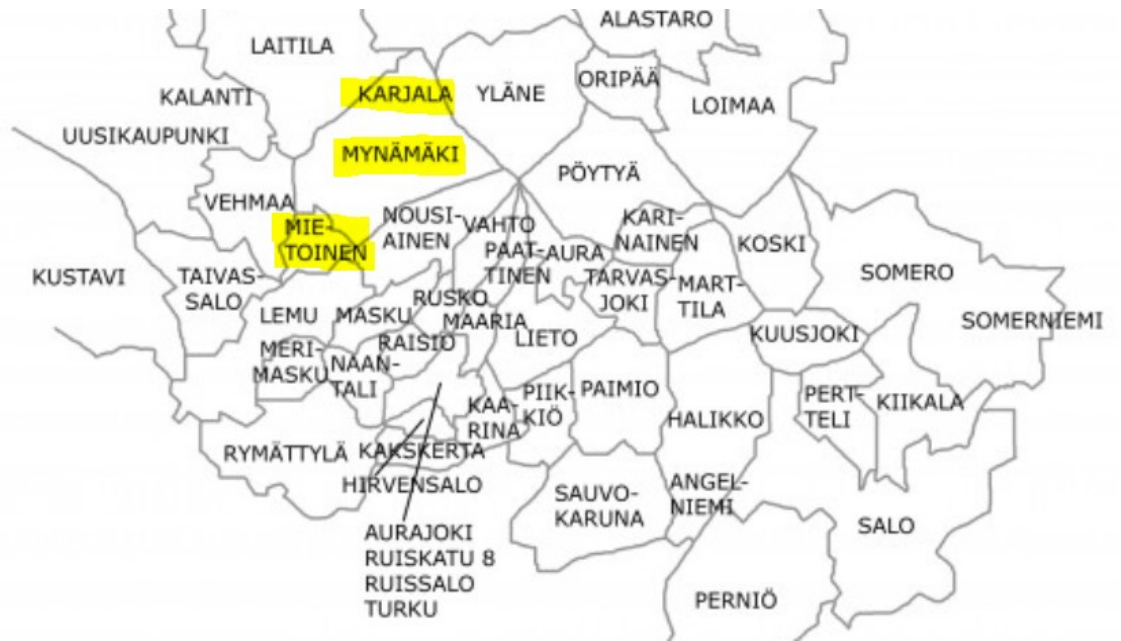 ALASTARO
LAITILA
ORIPÄÄ
KARJALA
YLÄNE
KALANTI
LOIMAA
UUSIKAUPUNKI
MYNÄMÄKI
PÖYTYÄ
VEHMAA
NOUSI-
AINEN
MIE-
TOINEN
VAHTO
KARI-
NAINEN
KOSKI
PAAT-
TINEN
AURA
KUSTAVI
TAIVAS-
SALO
TARVAS-
JOKI
MART-
TILA
SOMERO
RUSKO
LEMU
MASKU
MAARIA
SOMERNIEMI
LIETO
KUUSJOKI
RAISIO
MERI-
MASKU
NAAN-
TALI
PIIK-
KIÖ
PAIMIO
PERT-
TELI
KIIKALA
KAA-
RINA
HALIKKO
RYMÄTTYLÄ
KAKSKERTA
HIRVENSALO
SAUVO-
KARUNA
ANGEL-
NIEMI
SALO
AURAJOKI
RUISKATU 8
RUISSALO
TURKU
PERNIÖ